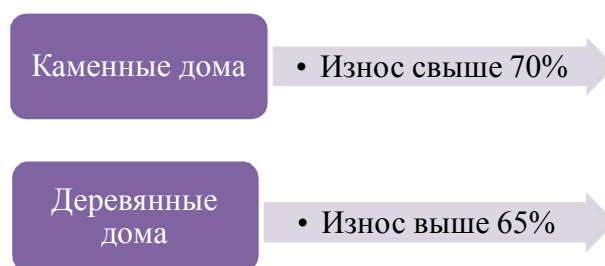 Каменные дома
• Износ свыше 70%
Деревянные
дома
• Износ выше 65%